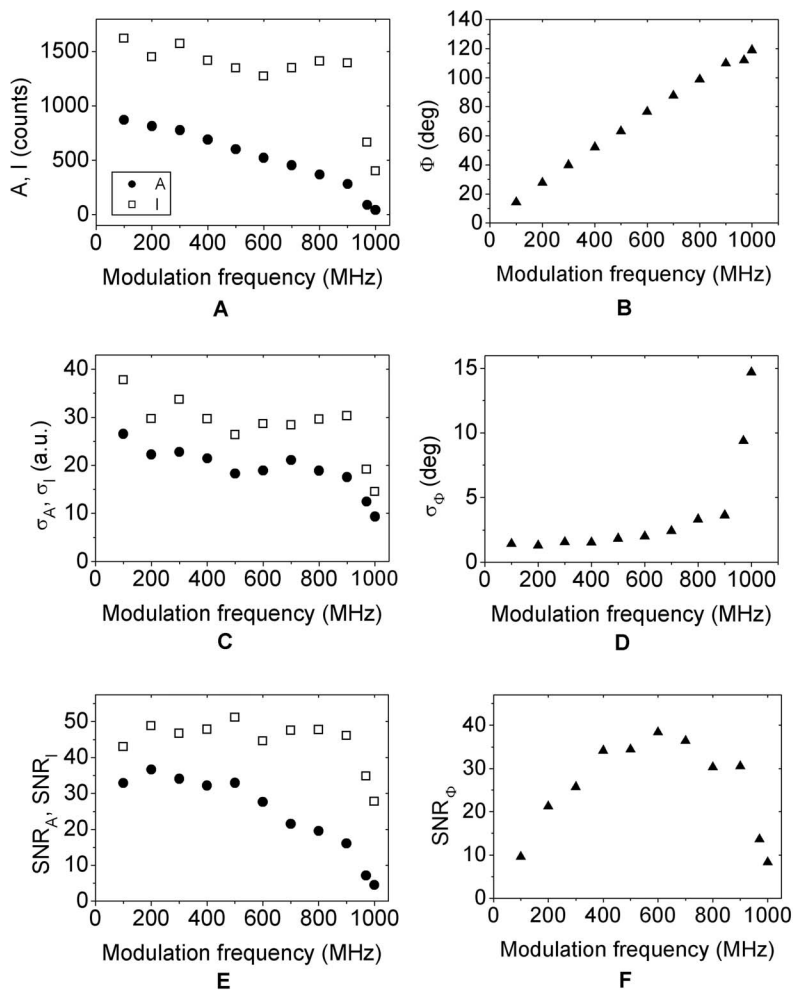 1500
1000
500
0
A, I (counts)
A
I
0 200 400 600 800 1000
Modulation frequency (MHz)
A
140
120
100
80
60
40
20
0
Φ (deg)
0 200 400 600 800 1000
Modulation frequency (MHz)
B
40
30
20
10
0
σA, σI (a.u.)
0 200 400 600 800 1000
Modulation frequency (MHz)
C
15
10
5
0
σΦ (deg)
0 200 400 600 800 1000
Modulation frequency (MHz)
D
50
40
30
20
10
0
SNRA, SNRI
0 200 400 600 800 1000
Modulation frequency (MHz)
E
40
30
20
10
0
SNRΦ
0 200 400 600 800 1000
Modulation frequency (MHz)
F